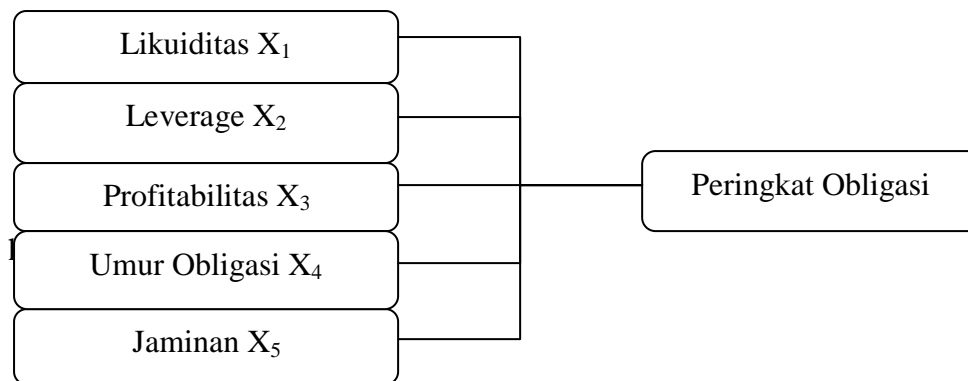 Likuiditas X₁
Leverage X₂
Profitabilitas X₃
Peringkat Obligasi
Umur Obligasi X₄
Jaminan X₅